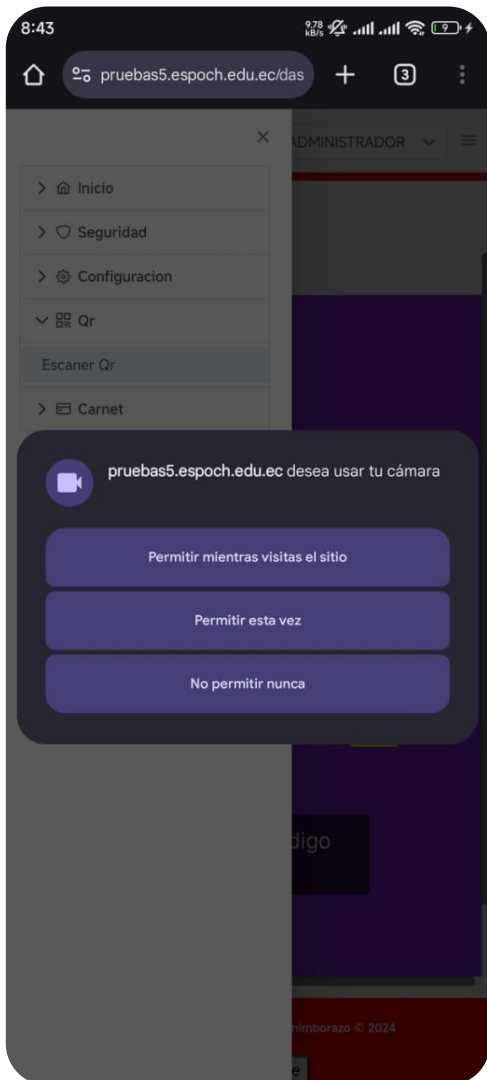 8:43
9,78 kB/s
9
pruebas5.espoch.edu.ec/das
3
ADMINISTRADOR
Inicio
Seguridad
Configuracion
Qr
Escaner Qr
Carnet
pruebas5.espoch.edu.ec desea usar tu cámara
Permitir mientras visitas el sitio
Permitir esta vez
No permitir nunca
digo
himborazo © 2024
e